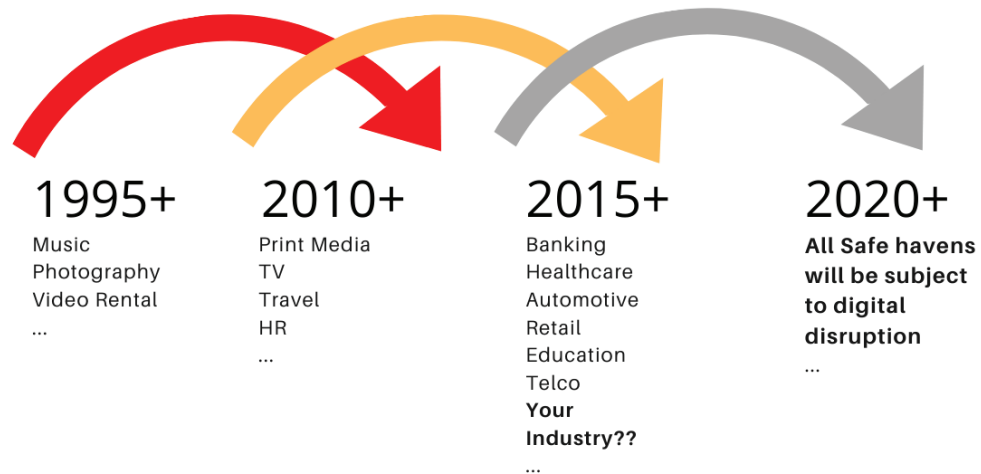 1995+
Music
Photography
Video Rental
...
2010+
Print Media
TV
Travel
HR
...
2015+
Banking
Healthcare
Automotive
Retail
Education
Telco
Your
Industry??
...
2020+
All Safe havens
will be subject
to digital
disruption
...